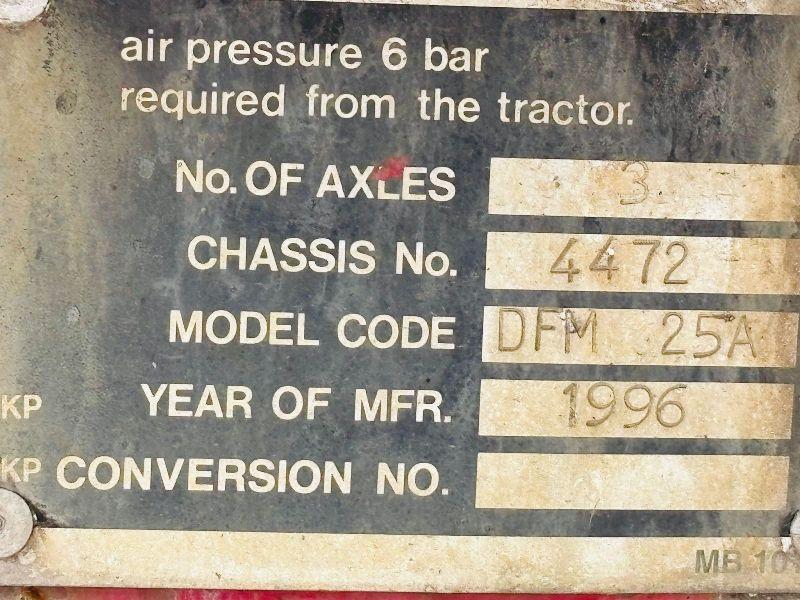 air pressure 6 bar
required from the tractor.
No. OF AXLES 3
CHASSIS No. 4472
MODEL CODE DFM 25A
KP YEAR OF MFR. 1996
KP CONVERSION NO.
MB